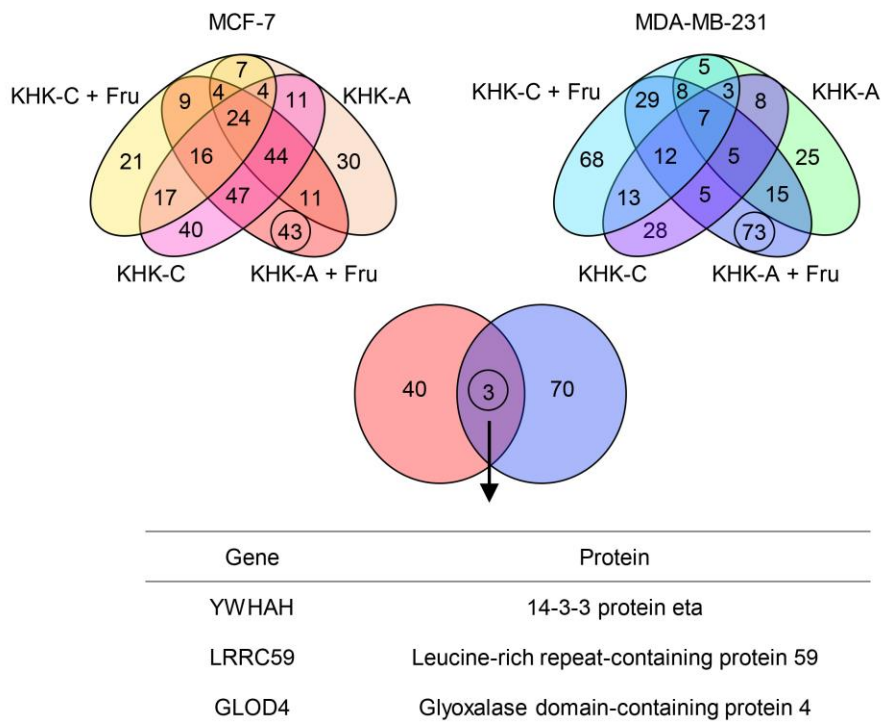 MCF-7
MDA-MB-231
KHK-C + Fru
KHK-A
7
4
4
9
11
24
21
16
44
30
17
47
11
40
43
KHK-C
KHK-A + Fru
KHK-C + Fru
KHK-A
5
8
3
29
8
7
68
12
5
25
13
5
15
28
73
KHK-C
KHK-A + Fru
40
3
70
Gene Protein
YWHAH 14-3-3 protein eta
LRRC59 Leucine-rich repeat-containing protein 59
GLOD4 Glyoxalase domain-containing protein 4